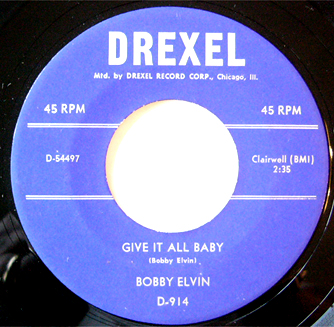 DREXEL
Mfd. by DREXEL RECORD CORP., Chicago, Ill.
45 RPM
45 RPM
D-54497
Clairwell (BMI)
2:35
GIVE IT ALL BABY
(Bobby Elvin)
BOBBY ELVIN
D-914